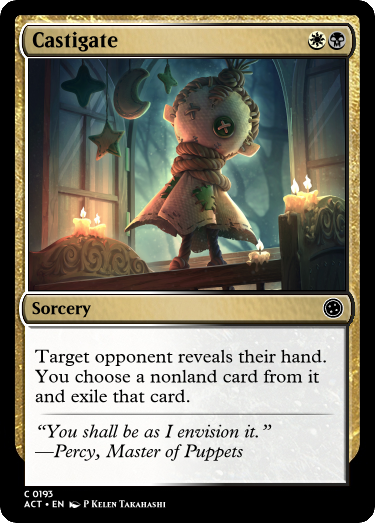 Castigate
Sorcery
Target opponent reveals their hand.
You choose a nonland card from it
and exile that card.
“You shall be as I envision it.”
—Percy, Master of Puppets
C 0193
ACT • EN P Kelen Takahashi